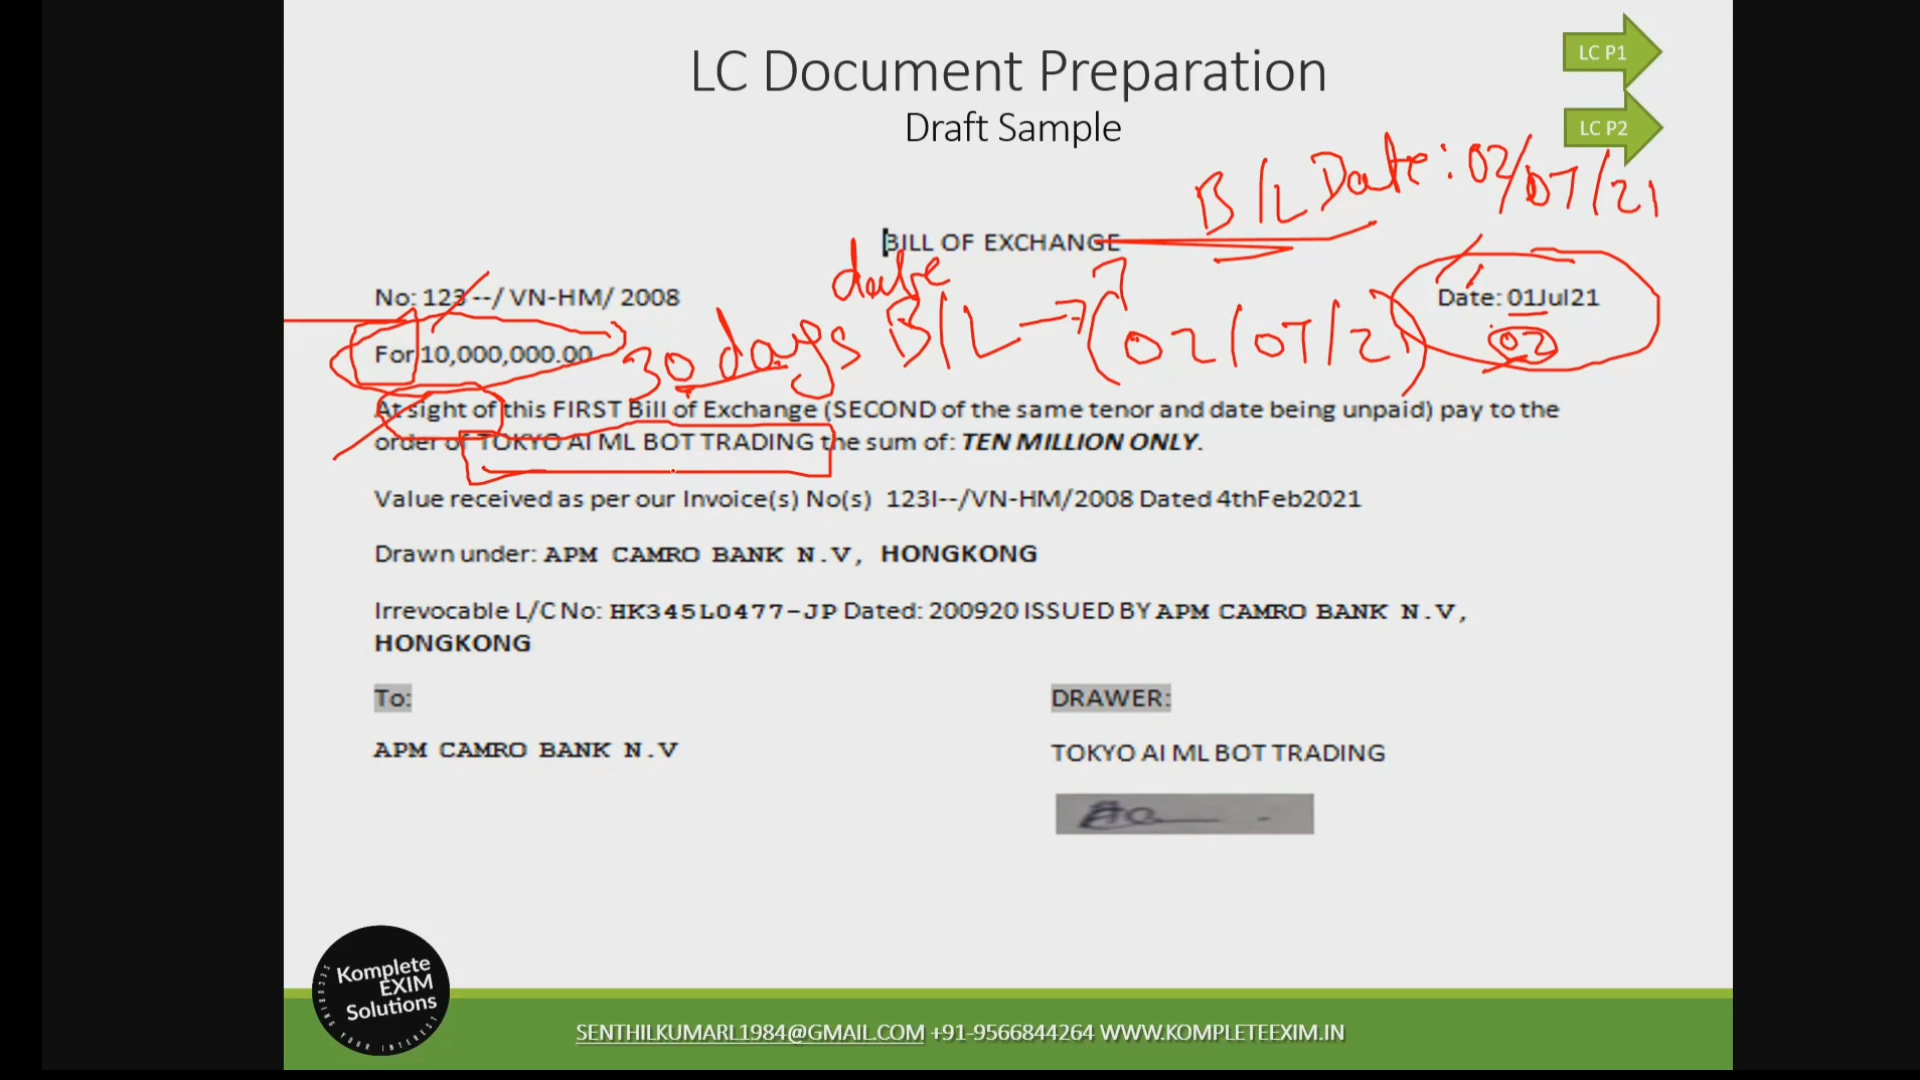 LC Document Preparation
LC P1
Draft Sample
LC P2
B/L Date: 02/07/21
BILL OF EXCHANGE
date
No: 123 --/ VN-HM/ 2008
Date: 01Jul21
For 10,000,000.00
30 days B/L → (02/07/21)
02
At sight of this FIRST Bill of Exchange (SECOND of the same tenor and date being unpaid) pay to the
order of TOKYO AI ML BOT TRADING the sum of: TEN MILLION ONLY.
Value received as per our Invoice(s) No(s) 123I--/VN-HM/2008 Dated 4thFeb2021
Drawn under: APM CAMRO BANK N.V, HONGKONG
Irrevocable L/C No: HK345L0477-JP Dated: 200920 ISSUED BY APM CAMRO BANK N.V,
HONGKONG
To:
DRAWER:
APM CAMRO BANK N.V
TOKYO AI ML BOT TRADING
Komplete
EXIM
Solutions
SECURING YOUR INTEREST
SENTHILKUMARL1984@GMAIL.COM +91-9566844264 WWW.KOMPLETEEXIM.IN